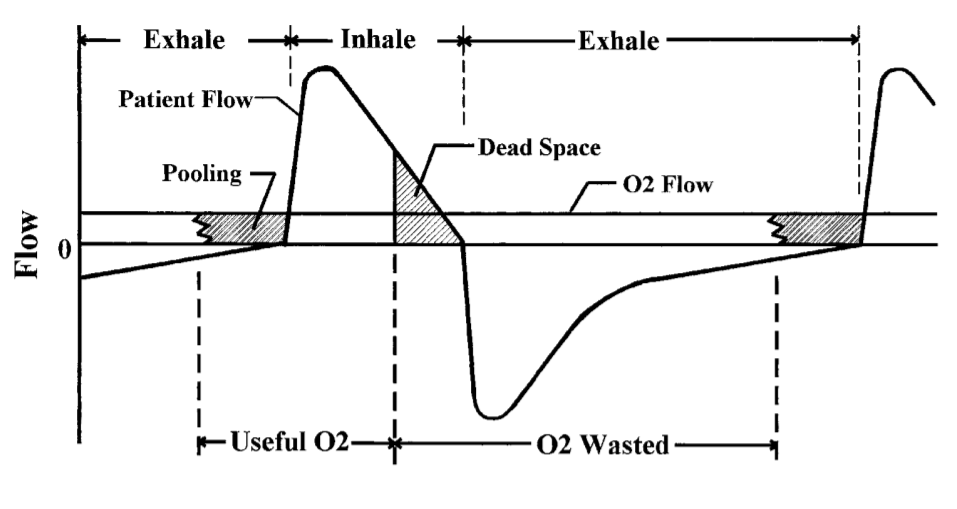 Exhale
Inhale
Exhale
Patient Flow
Dead Space
Pooling
O2 Flow
Flow
0
Useful O2
O2 Wasted